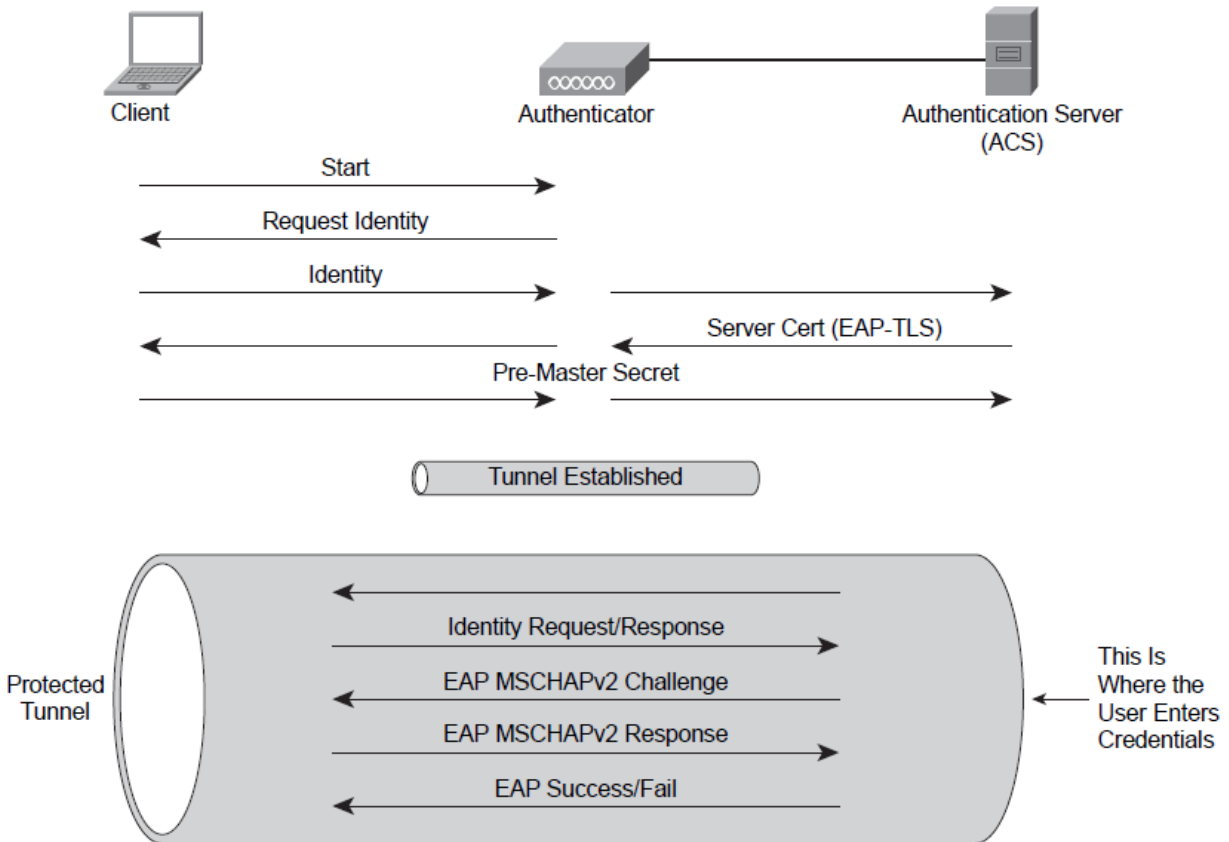 Client
Authenticator
Authentication Server
(ACS)
Start
Request Identity
Identity
Server Cert (EAP-TLS)
Pre-Master Secret
Tunnel Established
Protected
Tunnel
Identity Request/Response
EAP MSCHAPv2 Challenge
EAP MSCHAPv2 Response
EAP Success/Fail
This Is
Where the
User Enters
Credentials